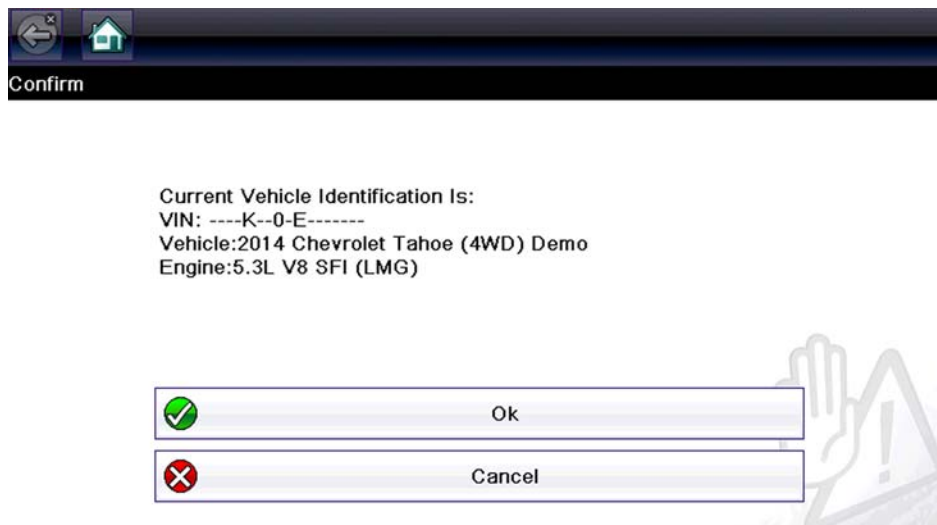 Confirm
Current Vehicle Identification Is:
VIN: ----K--0-E-------
Vehicle:2014 Chevrolet Tahoe (4WD) Demo
Engine:5.3L V8 SFI (LMG)
Ok
Cancel